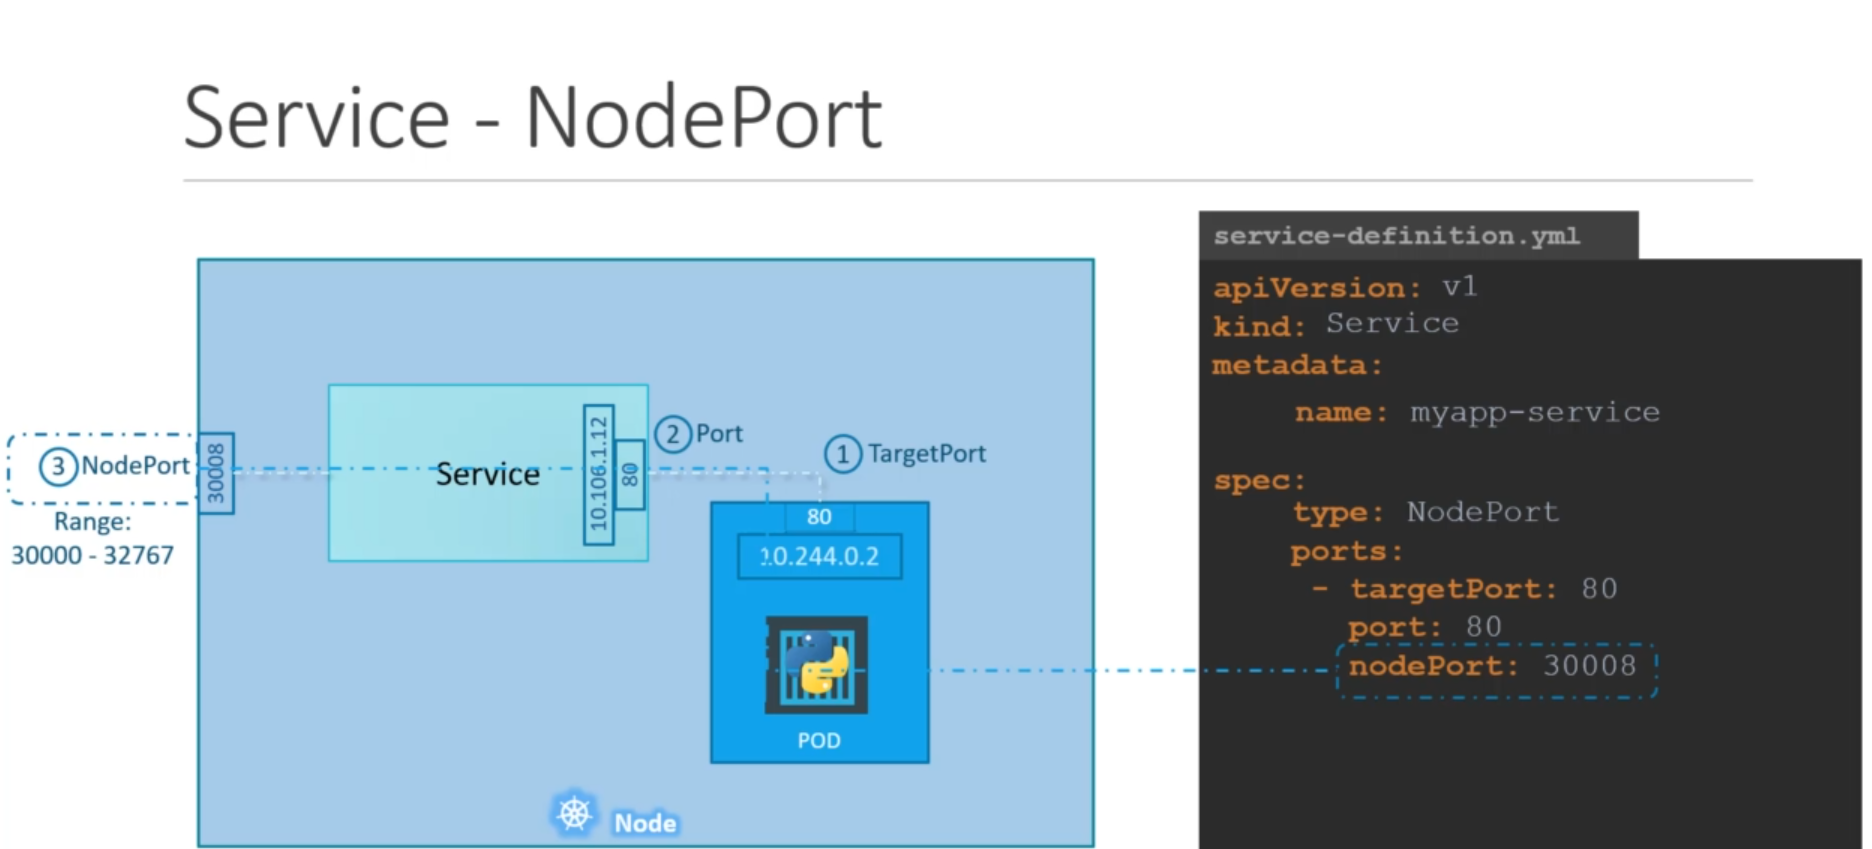 Service - NodePort
3 NodePort
Range:
30000 - 32767
30008
Service
10.106.1.12
80
2 Port
1 TargetPort
80
10.244.0.2
POD
Node
service-definition.yml
apiVersion: v1
kind: Service
metadata:
name: myapp-service
spec:
type: NodePort
ports:
- targetPort: 80
port: 80
nodePort: 30008